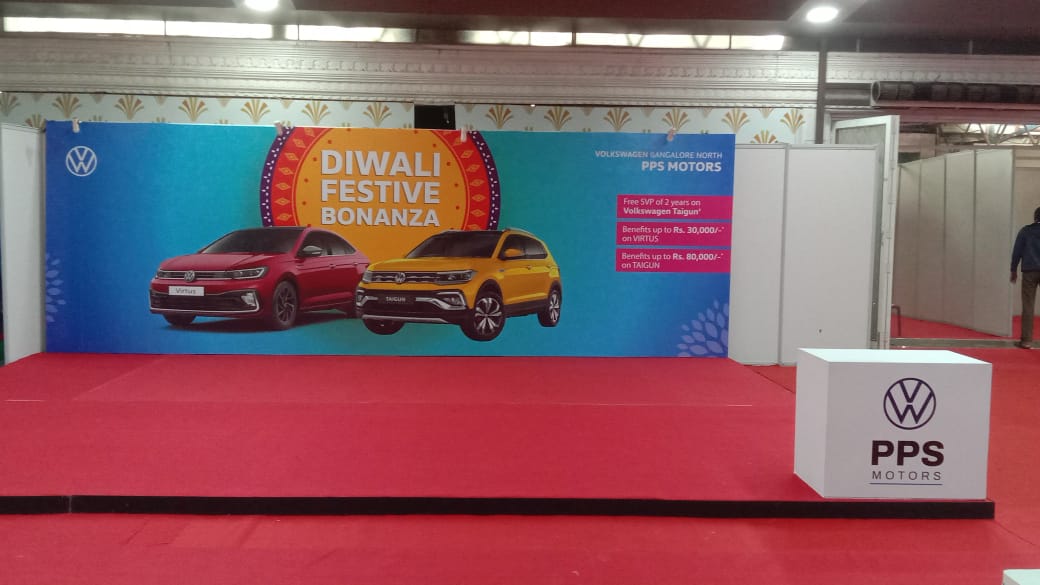 DIWALI
FESTIVE
BONANZA
VOLKSWAGEN BANGALORE NORTH
PPS MOTORS
Free SVP of 2 years on
Volkswagen Taigun*
Benefits up to Rs. 30,000/-*
on VIRTUS
Benefits up to Rs. 80,000/-*
on TAIGUN
Virtus
TAIGUN
PPS
MOTORS